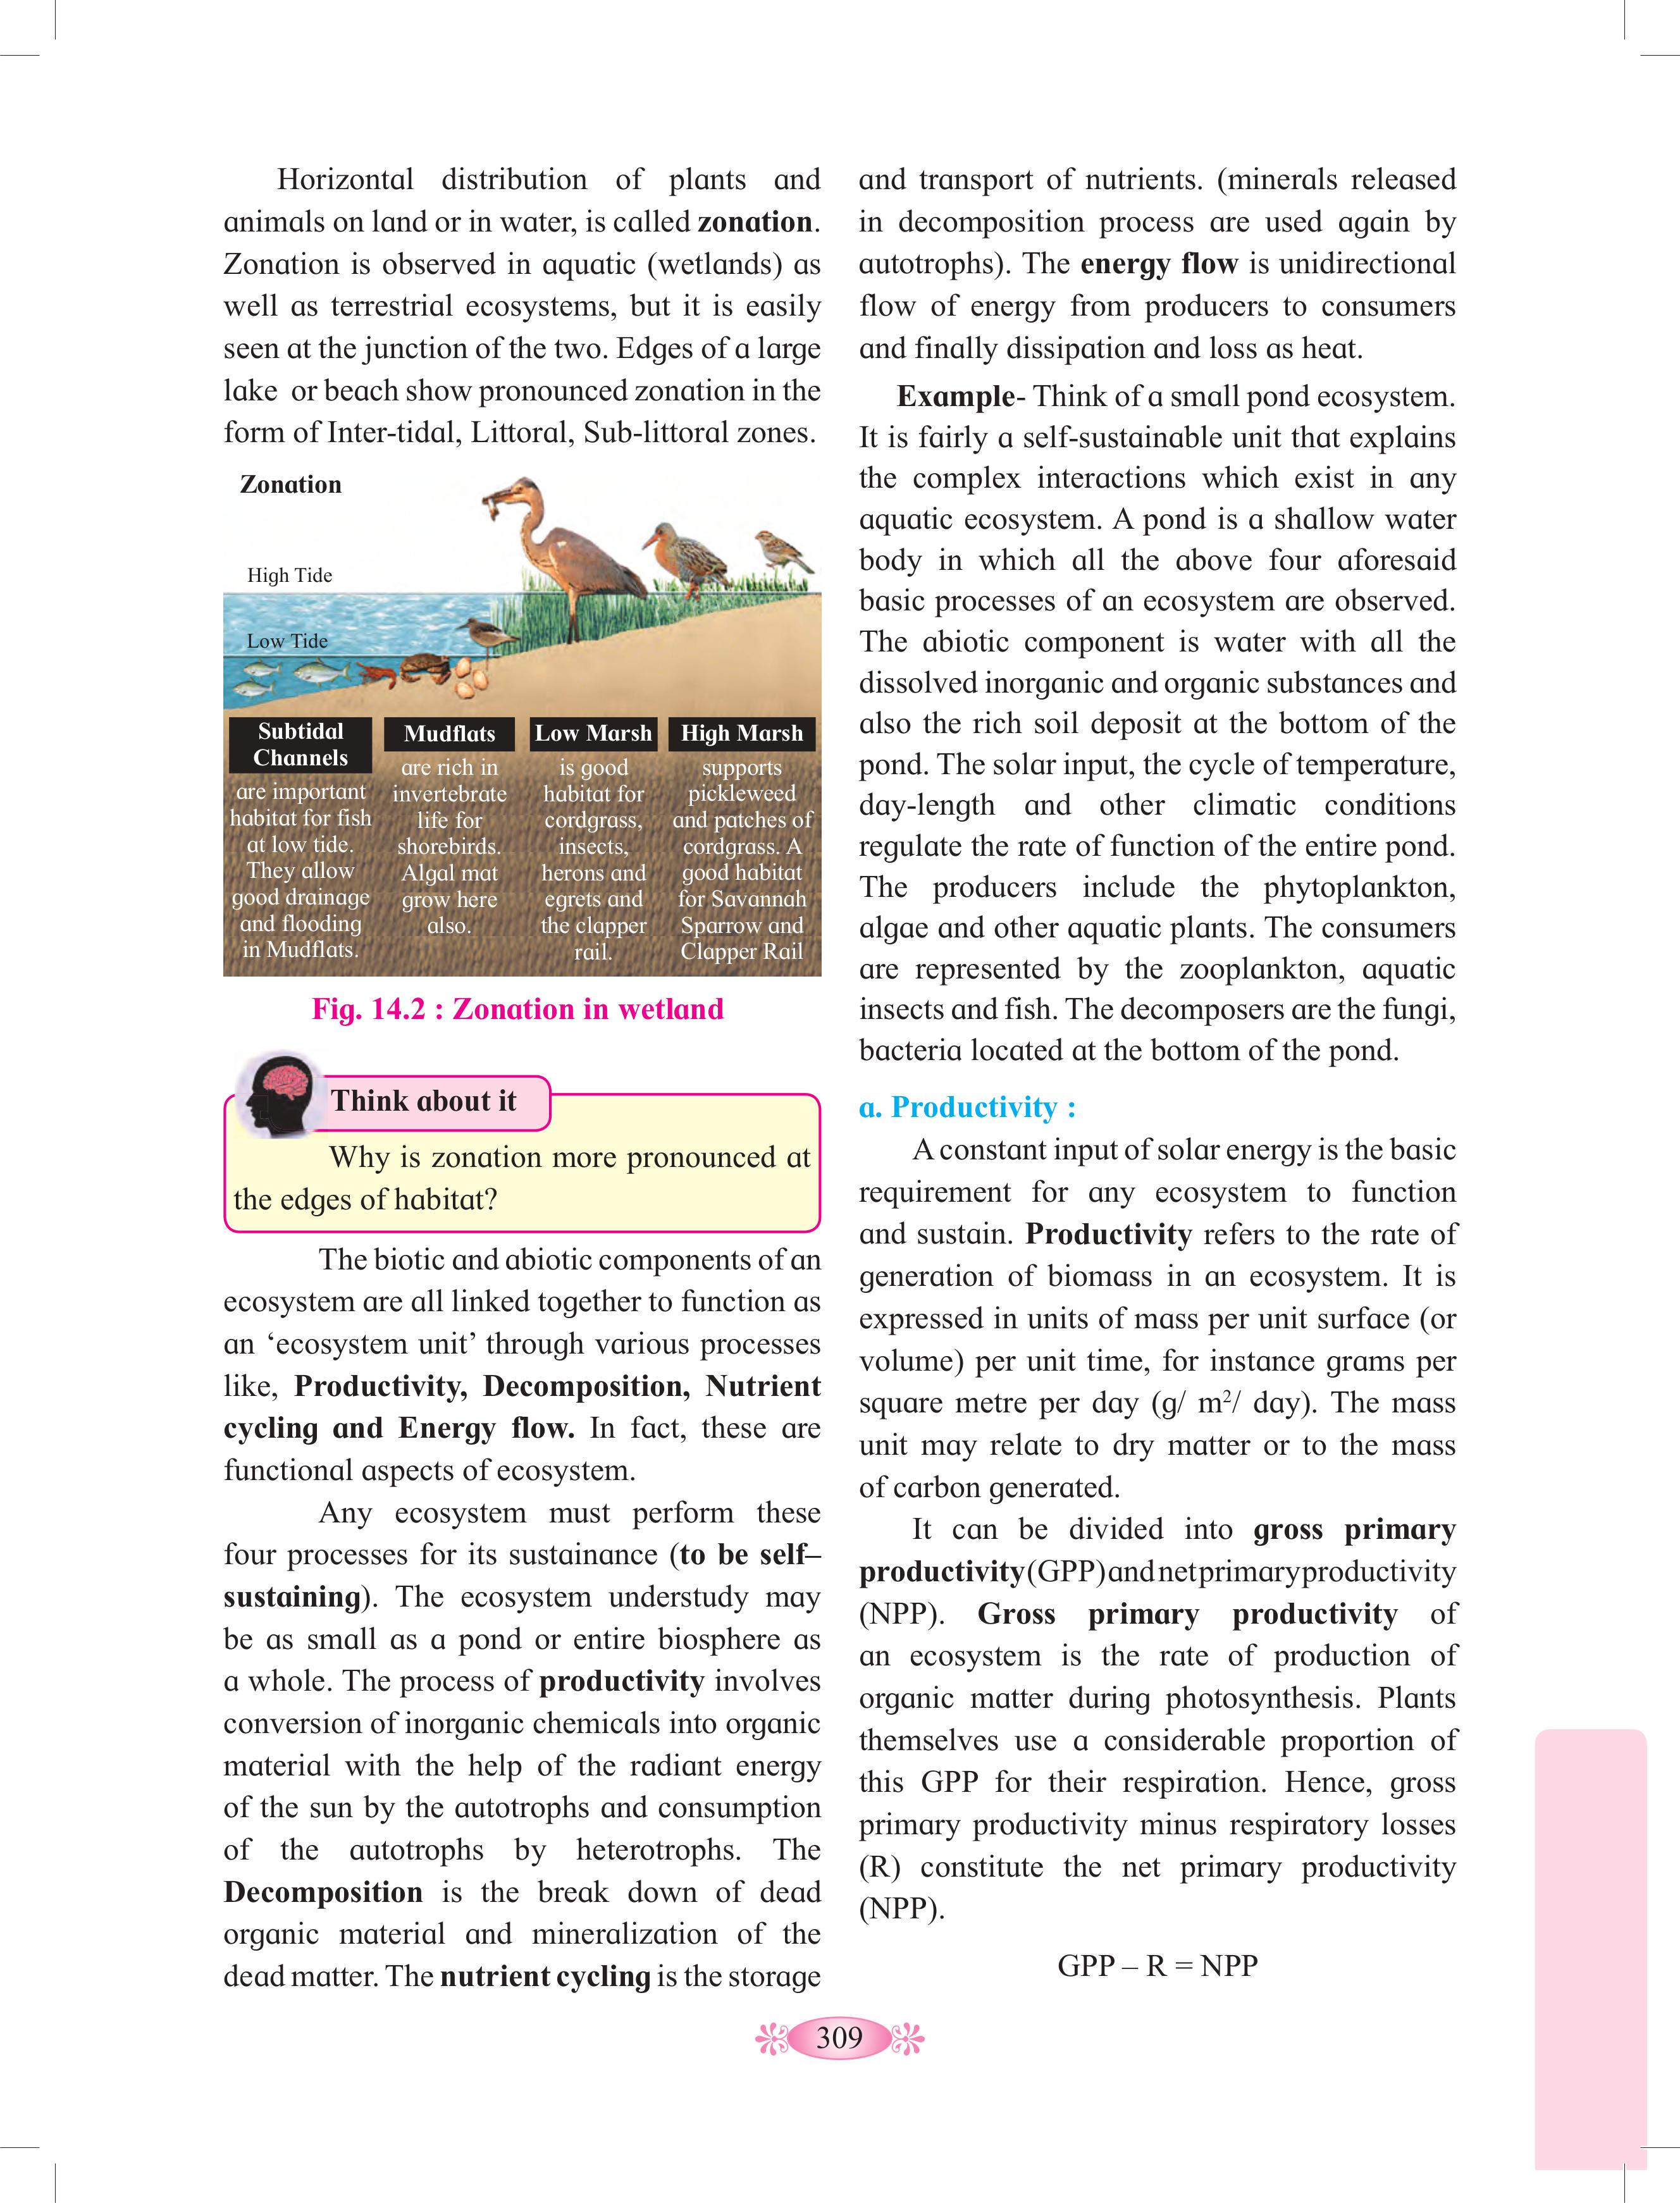 Horizontal distribution of plants and
animals on land or in water, is called zonation.
Zonation is observed in aquatic (wetlands) as
well as terrestrial ecosystems, but it is easily
seen at the junction of the two. Edges of a large
lake or beach show pronounced zonation in the
form of Inter-tidal, Littoral, Sub-littoral zones.
Zonation
High Tide
Low Tide
Subtidal
Channels
are important
habitat for fish
at low tide.
They allow
good drainage
and flooding
in Mudflats.
Mudflats
are rich in
invertebrate
life for
shorebirds.
Algal mat
grow here
also.
Low Marsh
is good
habitat for
cordgrass,
insects,
herons and
egrets and
the clapper
rail.
High Marsh
supports
pickleweed
and patches of
cordgrass. A
good habitat
for Savannah
Sparrow and
Clapper Rail
Fig. 14.2 : Zonation in wetland
Think about it
Why is zonation more pronounced at
the edges of habitat?
The biotic and abiotic components of an
ecosystem are all linked together to function as
an ‘ecosystem unit’ through various processes
like, Productivity, Decomposition, Nutrient
cycling and Energy flow. In fact, these are
functional aspects of ecosystem.
Any ecosystem must perform these
four processes for its sustainance (to be self–
sustaining). The ecosystem understudy may
be as small as a pond or entire biosphere as
a whole. The process of productivity involves
conversion of inorganic chemicals into organic
material with the help of the radiant energy
of the sun by the autotrophs and consumption
of the autotrophs by heterotrophs. The
Decomposition is the break down of dead
organic material and mineralization of the
dead matter. The nutrient cycling is the storage
and transport of nutrients. (minerals released
in decomposition process are used again by
autotrophs). The energy flow is unidirectional
flow of energy from producers to consumers
and finally dissipation and loss as heat.
Example- Think of a small pond ecosystem.
It is fairly a self-sustainable unit that explains
the complex interactions which exist in any
aquatic ecosystem. A pond is a shallow water
body in which all the above four aforesaid
basic processes of an ecosystem are observed.
The abiotic component is water with all the
dissolved inorganic and organic substances and
also the rich soil deposit at the bottom of the
pond. The solar input, the cycle of temperature,
day-length and other climatic conditions
regulate the rate of function of the entire pond.
The producers include the phytoplankton,
algae and other aquatic plants. The consumers
are represented by the zooplankton, aquatic
insects and fish. The decomposers are the fungi,
bacteria located at the bottom of the pond.
a. Productivity :
A constant input of solar energy is the basic
requirement for any ecosystem to function
and sustain. Productivity refers to the rate of
generation of biomass in an ecosystem. It is
expressed in units of mass per unit surface (or
volume) per unit time, for instance grams per
square metre per day (g/ m²/ day). The mass
unit may relate to dry matter or to the mass
of carbon generated.
It can be divided into gross primary
productivity (GPP) and net primary productivity
(NPP). Gross primary productivity of
an ecosystem is the rate of production of
organic matter during photosynthesis. Plants
themselves use a considerable proportion of
this GPP for their respiration. Hence, gross
primary productivity minus respiratory losses
(R) constitute the net primary productivity
(NPP).
GPP – R = NPP
309